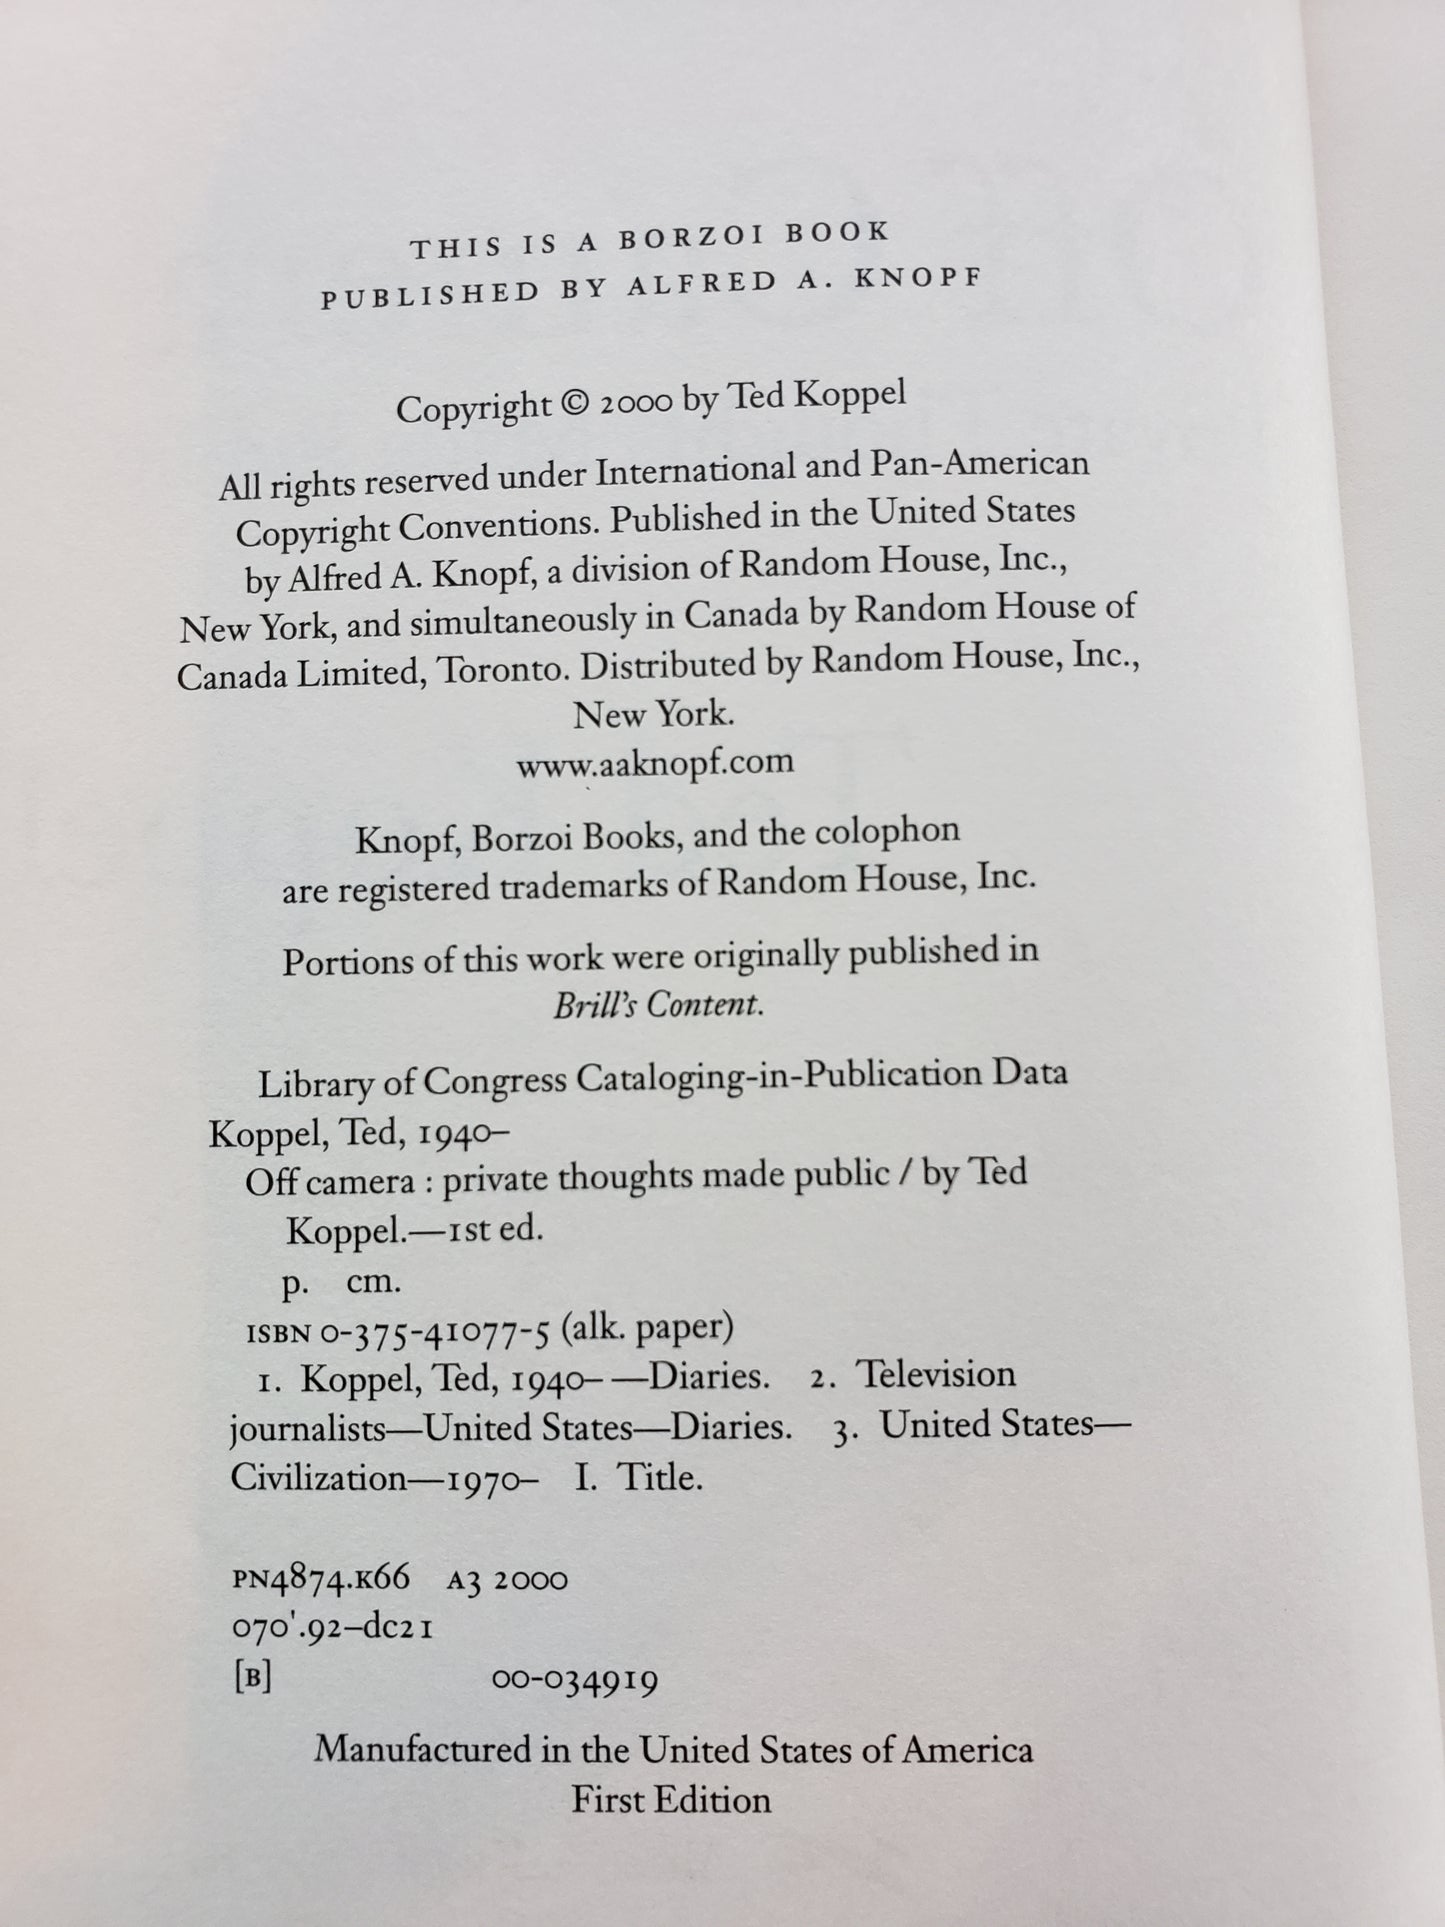 THIS IS A BORZOI BOOK
PUBLISHED BY ALFRED A. KNOPF
Copyright © 2000 by Ted Koppel
All rights reserved under International and Pan-American
Copyright Conventions. Published in the United States
by Alfred A. Knopf, a division of Random House, Inc.,
New York, and simultaneously in Canada by Random House of
Canada Limited, Toronto. Distributed by Random House, Inc.,
New York.
www.aaknopf.com
Knopf, Borzoi Books, and the colophon
are registered trademarks of Random House, Inc.
Portions of this work were originally published in
Brill's Content.
Library of Congress Cataloging-in-Publication Data
Koppel, Ted, 1940–
Off camera : private thoughts made public / by Ted
Koppel.—1st ed.
p. cm.
ISBN 0-375-41077-5 (alk. paper)
1. Koppel, Ted, 1940– —Diaries. 2. Television
journalists—United States—Diaries. 3. United States—
Civilization—1970– I. Title.
PN4874.K66 A3 2000
070'.92–dc21
[B] 00-034919
Manufactured in the United States of America
First Edition